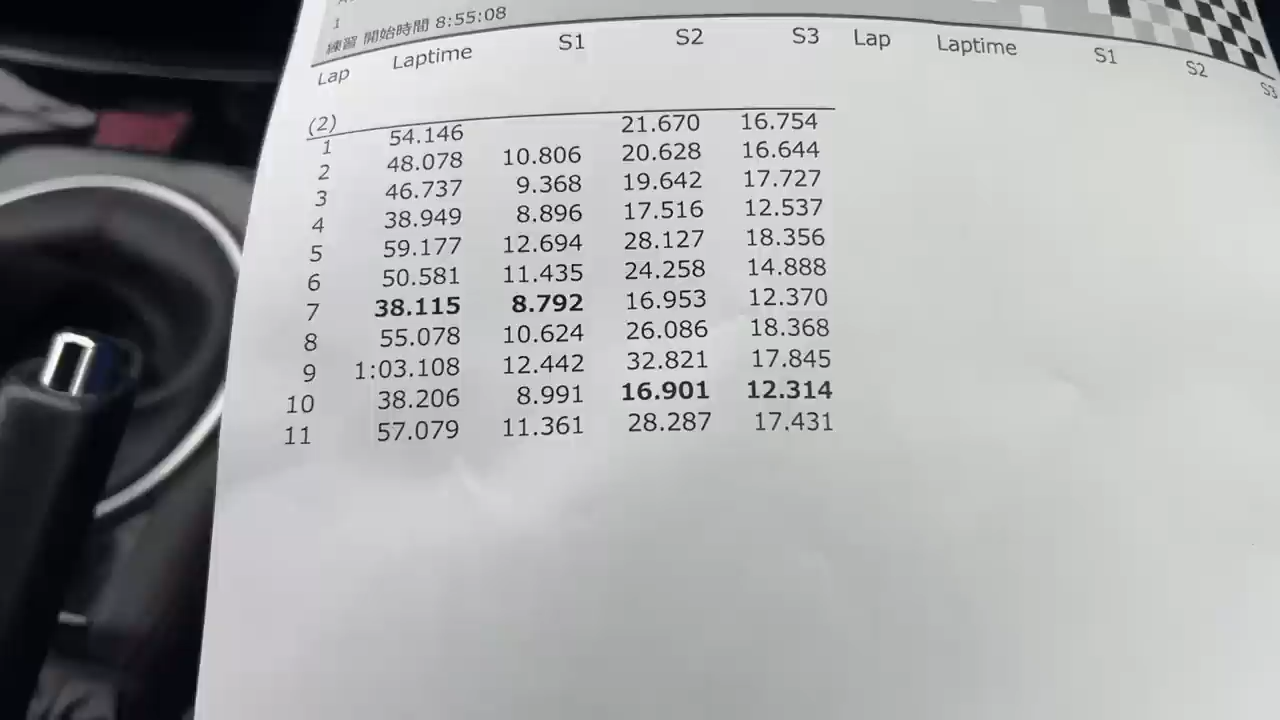 1
練習 開始時間 8:55:08
Lap Laptime S1 S2 S3 Lap Laptime S1 S2 S3
(2)
1 54.146 21.670 16.754
2 48.078 10.806 20.628 16.644
3 46.737 9.368 19.642 17.727
4 38.949 8.896 17.516 12.537
5 59.177 12.694 28.127 18.356
6 50.581 11.435 24.258 14.888
7 38.115 8.792 16.953 12.370
8 55.078 10.624 26.086 18.368
9 1:03.108 12.442 32.821 17.845
10 38.206 8.991 16.901 12.314
11 57.079 11.361 28.287 17.431